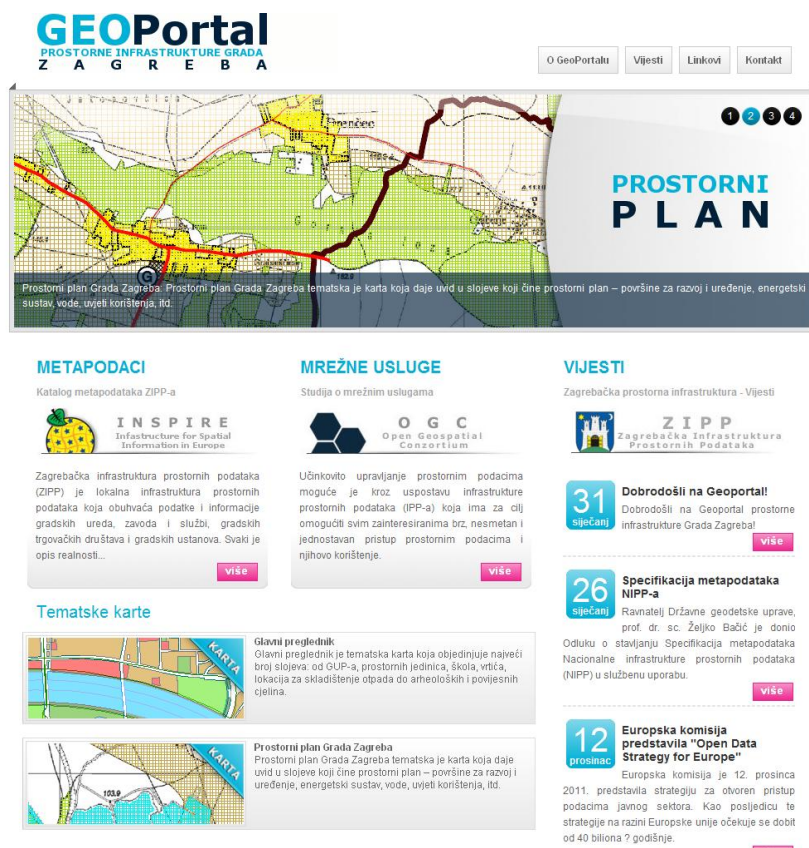 GEOPortal
PROSTORNE INFRASTRUKTURE GRADA
ZAGREBA
O GeoPortalu
Vijesti
Linkovi
Kontakt
1 2 3 4
PROSTORNI
PLAN
Prostorni plan Grada Zagreba. Prostorni plan Grada Zagreba tematska je karta koja daje uvid u slojeve koji čine prostorni plan – površine za razvoj i uređenje, energetski
sustav, vode, uvjeti korištenja, itd.
METAPODACI
Katalog metapodataka ZIPP-a
INSPIRE
Infastructure for Spatial
Information in Europe
Zagrebačka infrastruktura prostornih podataka
(ZIPP) je lokalna infrastruktura prostornih
podataka koja obuhvaća podatke i informacije
gradskih ureda, zavoda i službi, gradskih
trgovačkih društava i gradskih ustanova. Svaki je
opis realnosti...
više
MREŽNE USLUGE
Studija o mrežnim uslugama
OGC
Open Geospatial
Conzortium
Učinkovito upravljanje prostornim podacima
moguće je kroz uspostavu infrastrukture
prostornih podataka (IPP-a) koja ima za cilj
omogućiti svim zainteresiranima brz, nesmetan i
jednostavan pristup prostornim podacima i
njihovo korištenje.
više
VIJESTI
Zagrebačka prostorna infrastruktura - Vijesti
ZIPP
Zagrebačka Infrastruktura
Prostornih Podataka
31
siječanj
Dobrodošli na Geoportal!
Dobrodošli na Geoportal prostorne
infrastrukture Grada Zagreba!
više
26
siječanj
Specifikacija metapodataka
NIPP-a
Ravnatelj Državne geodetske uprave,
prof. dr. sc. Željko Bačić je donio
Odluku o stavljanju Specifikacija metapodataka
Nacionalne infrastrukture prostornih podataka
(NIPP) u službenu uporabu.
više
12
prosinac
Europska komisija
predstavila "Open Data
Strategy for Europe"
Europska komisija je 12. prosinca
2011. predstavila strategiju za otvoren pristup
podacima javnog sektora. Kao posljedicu te
strategije na razini Europske unije očekuje se dobit
od 40 biliona ? godišnje.
Tematske karte
KARTA
Glavni preglednik
Glavni preglednik je tematska karta koja objedinjuje najveći
broj slojeva: od GUP-a, prostornih jedinica, škola, vrtića,
lokacija za skladištenje otpada do arheoloških i povijesnih
cjelina.
KARTA
103.9
Prostorni plan Grada Zagreba
Prostorni plan Grada Zagreba tematska je karta koja daje
uvid u slojeve koji čine prostorni plan – površine za razvoj i
uređenje, energetski sustav, vode, uvjeti korištenja, itd.